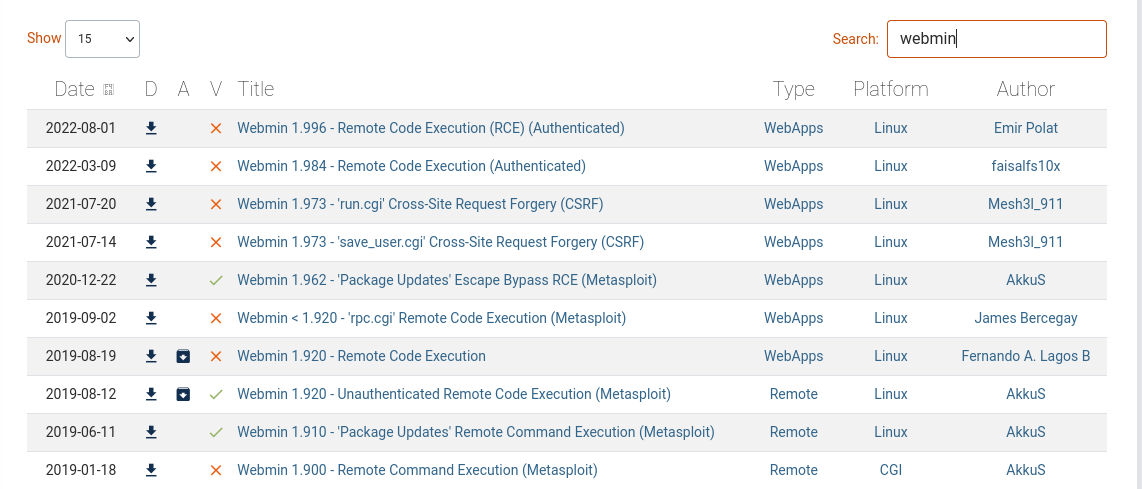 Show 15 Search: webmin
Date D A V Title Type Platform Author
2022-08-01 Webmin 1.996 - Remote Code Execution (RCE) (Authenticated) WebApps Linux Emir Polat
2022-03-09 Webmin 1.984 - Remote Code Execution (Authenticated) WebApps Linux faisalfs10x
2021-07-20 Webmin 1.973 - 'run.cgi' Cross-Site Request Forgery (CSRF) WebApps Linux Mesh3l_911
2021-07-14 Webmin 1.973 - 'save_user.cgi' Cross-Site Request Forgery (CSRF) WebApps Linux Mesh3l_911
2020-12-22 Webmin 1.962 - 'Package Updates' Escape Bypass RCE (Metasploit) WebApps Linux AkkuS
2019-09-02 Webmin < 1.920 - 'rpc.cgi' Remote Code Execution (Metasploit) WebApps Linux James Bercegay
2019-08-19 Webmin 1.920 - Remote Code Execution WebApps Linux Fernando A. Lagos B
2019-08-12 Webmin 1.920 - Unauthenticated Remote Code Execution (Metasploit) Remote Linux AkkuS
2019-06-11 Webmin 1.910 - 'Package Updates' Remote Command Execution (Metasploit) Remote Linux AkkuS
2019-01-18 Webmin 1.900 - Remote Command Execution (Metasploit) Remote CGI AkkuS